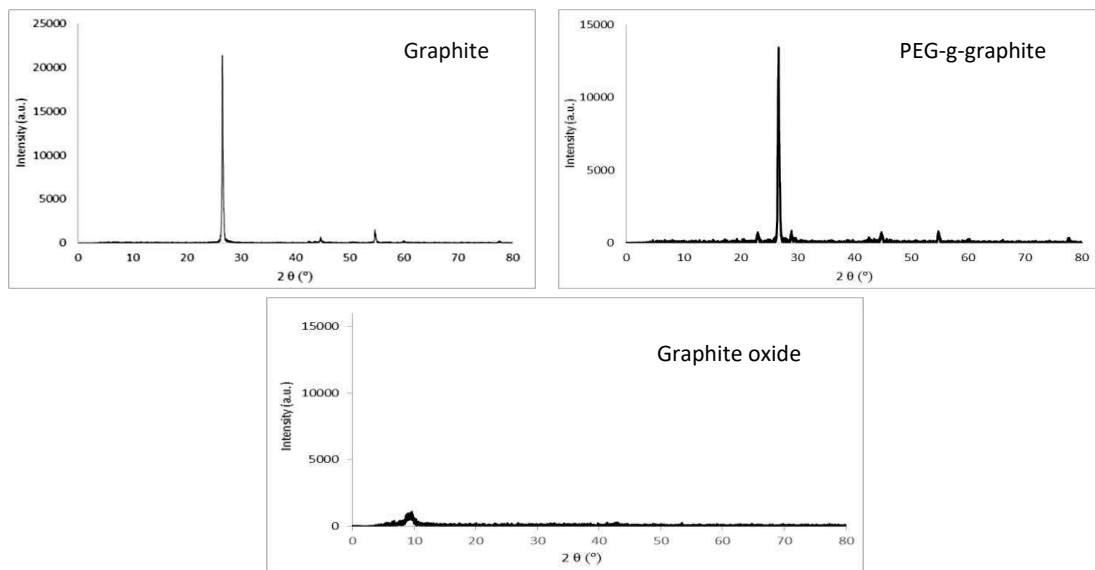 Graphite
25000
20000
15000
10000
5000
0
Intensity (a.u.)
0 10 20 30 40 50 60 70 80
2 θ (°)
PEG-g-graphite
15000
10000
5000
0
Intensity (a.u.)
0 10 20 30 40 50 60 70 80
2 θ (°)
Graphite oxide
15000
10000
5000
0
Intensity (a.u.)
0 10 20 30 40 50 60 70 80
2 θ (°)